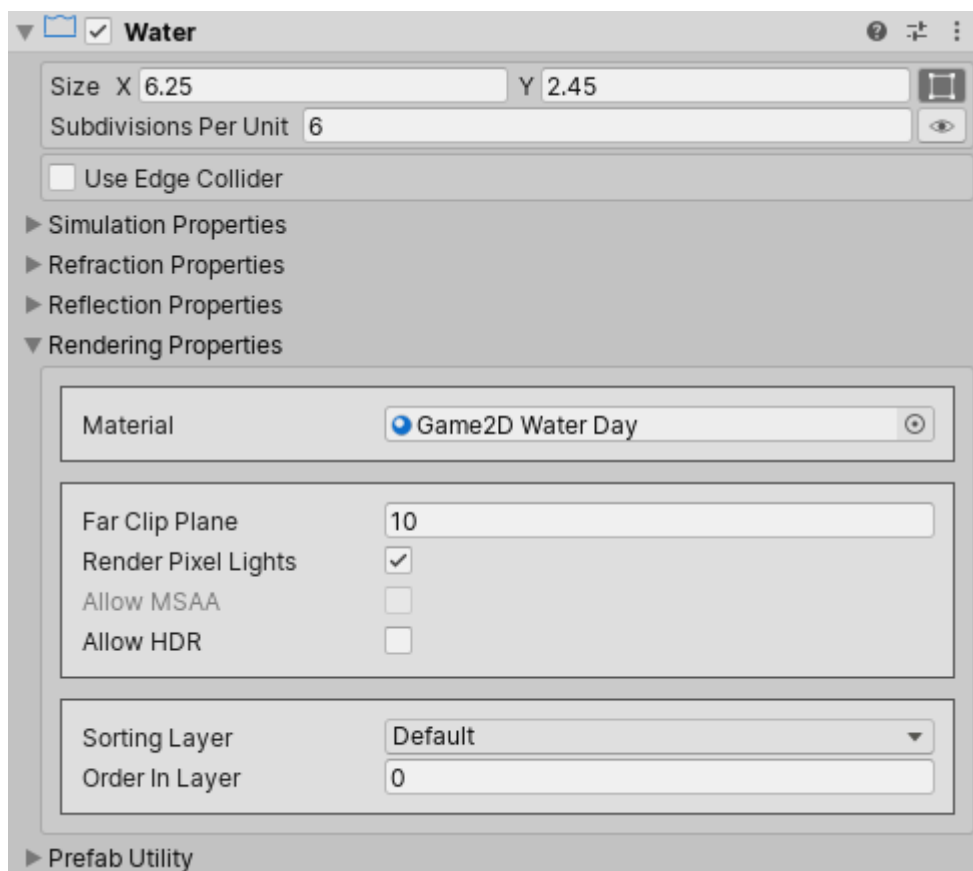 Water
Size X 6.25 Y 2.45
Subdivisions Per Unit 6
Use Edge Collider
Simulation Properties
Refraction Properties
Reflection Properties
Rendering Properties
Material Game2D Water Day
Far Clip Plane 10
Render Pixel Lights
Allow MSAA
Allow HDR
Sorting Layer Default
Order In Layer 0
Prefab Utility